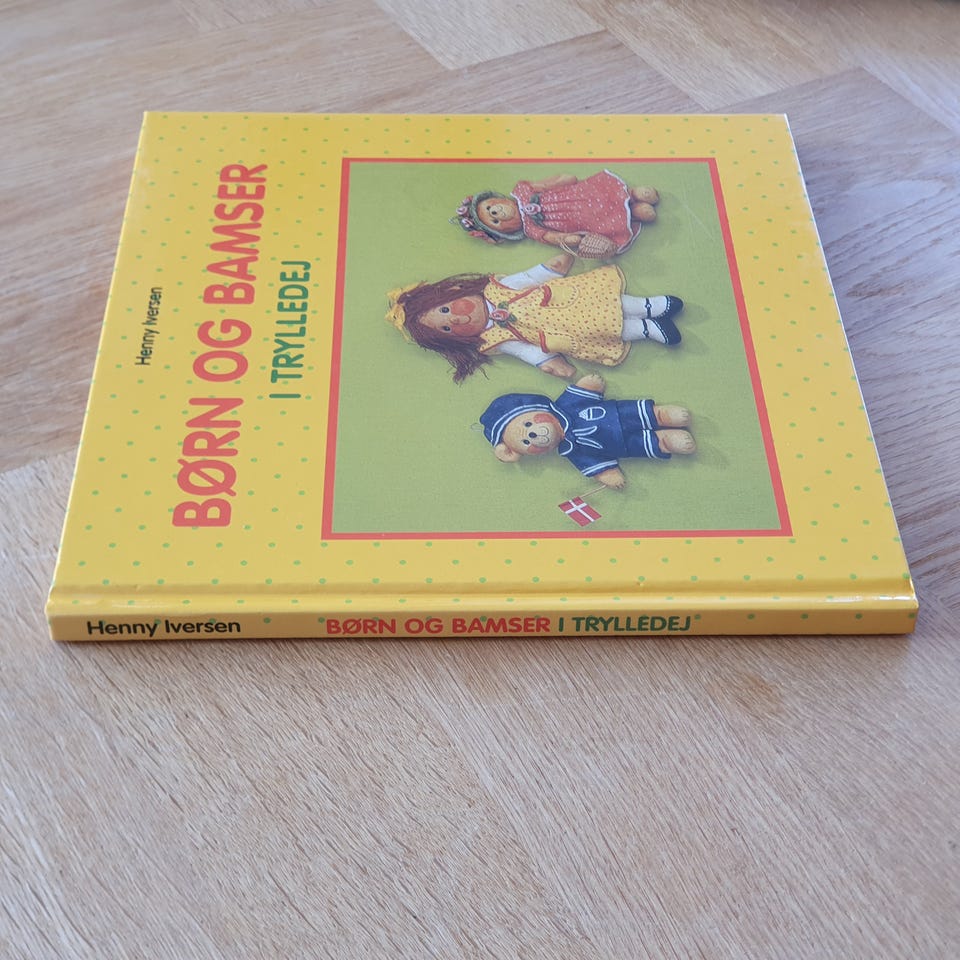 Henny Iversen
BØRN OG BAMSER
I TRYLLEDEJ
Henny Iversen BØRN OG BAMSER I TRYLLEDEJ